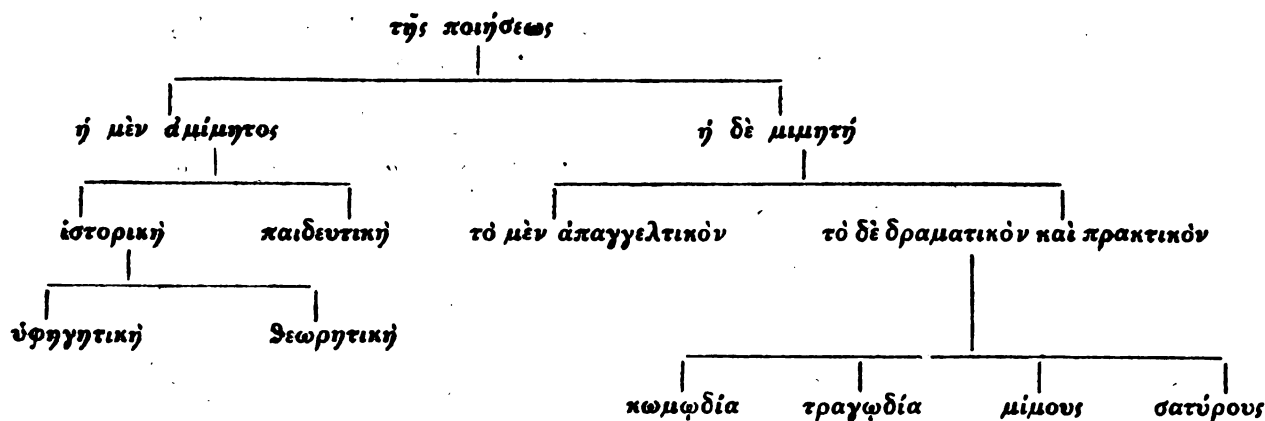 τῆς ποιήσεως
ἡ μὲν ἀμίμητος ἡ δὲ μιμητή
ἱστορικὴ παιδευτικὴ τὸ μὲν ἀπαγγελτικὸν τὸ δὲ δραματικὸν καὶ πρακτικὸν
ὑφηγητικὴ θεωρητικὴ
κωμῳδία τραγῳδία μίμους σατύρους